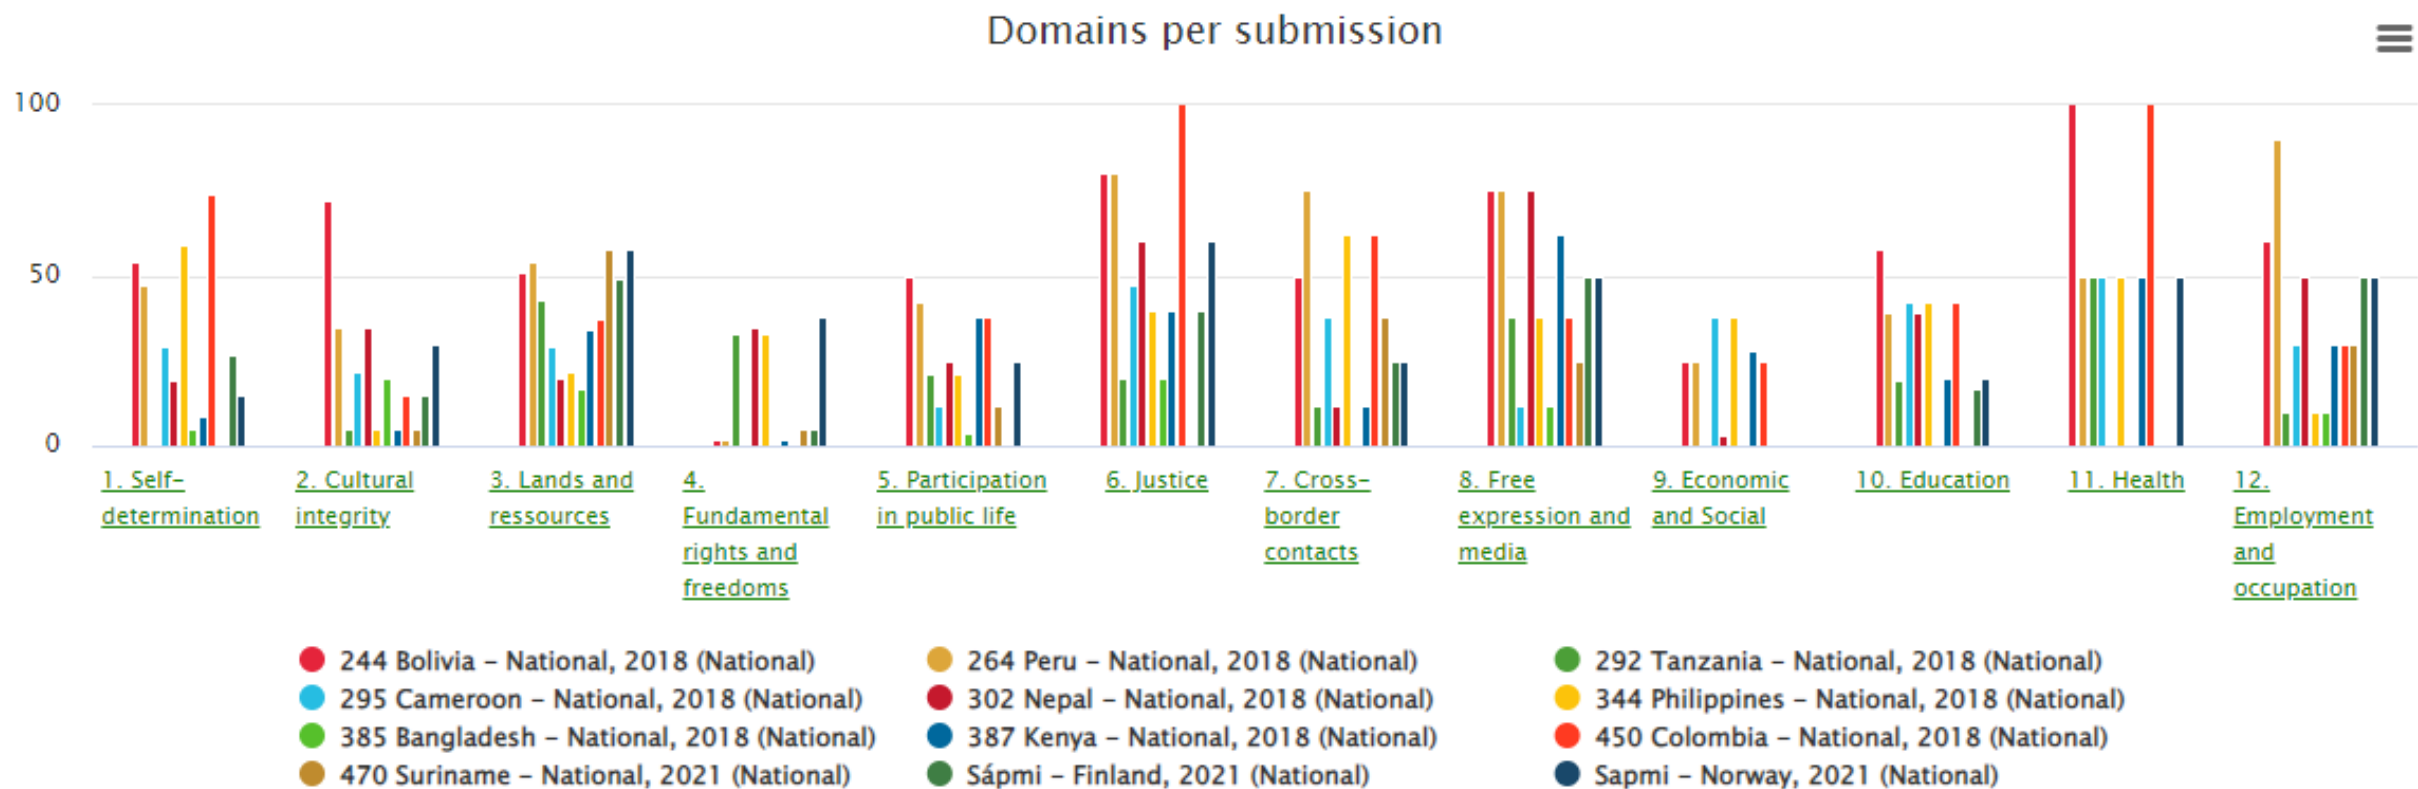 Domains per submission
100
50
0
1. Self-
determination
2. Cultural
integrity
3. Lands and
ressources
4.
Fundamental
rights and
freedoms
5. Participation
in public life
6. Justice
7. Cross-
border
contacts
8. Free
expression and
media
9. Economic
and Social
10. Education
11. Health
12.
Employment
and
occupation
244 Bolivia – National, 2018 (National)
264 Peru – National, 2018 (National)
292 Tanzania – National, 2018 (National)
295 Cameroon – National, 2018 (National)
302 Nepal – National, 2018 (National)
344 Philippines – National, 2018 (National)
385 Bangladesh – National, 2018 (National)
387 Kenya – National, 2018 (National)
450 Colombia – National, 2018 (National)
470 Suriname – National, 2021 (National)
Sápmi – Finland, 2021 (National)
Sapmi – Norway, 2021 (National)